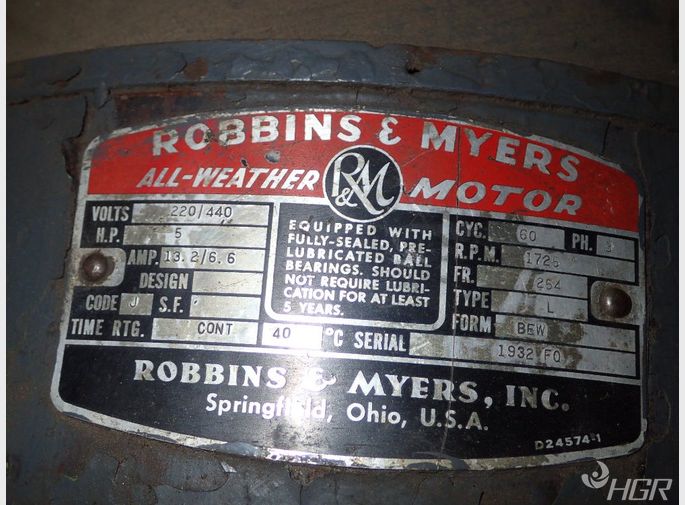 ROBBINS & MYERS
ALL-WEATHER R&M MOTOR
VOLTS 220/440
H.P. 5
AMP. 13.2/6.6
DESIGN
CODE J S.F.
TIME RTG. CONT 40 °C SERIAL 1932 FO
EQUIPPED WITH
FULLY-SEALED, PRE-
LUBRICATED BALL
BEARINGS. SHOULD
NOT REQUIRE LUBRI-
CATION FOR AT LEAST
5 YEARS.
CYC. 60 PH. 3
R.P.M. 1725
FR. 254
TYPE L
FORM BEW
ROBBINS & MYERS, INC.
Springfield, Ohio, U.S.A.
D24574-1
HGR